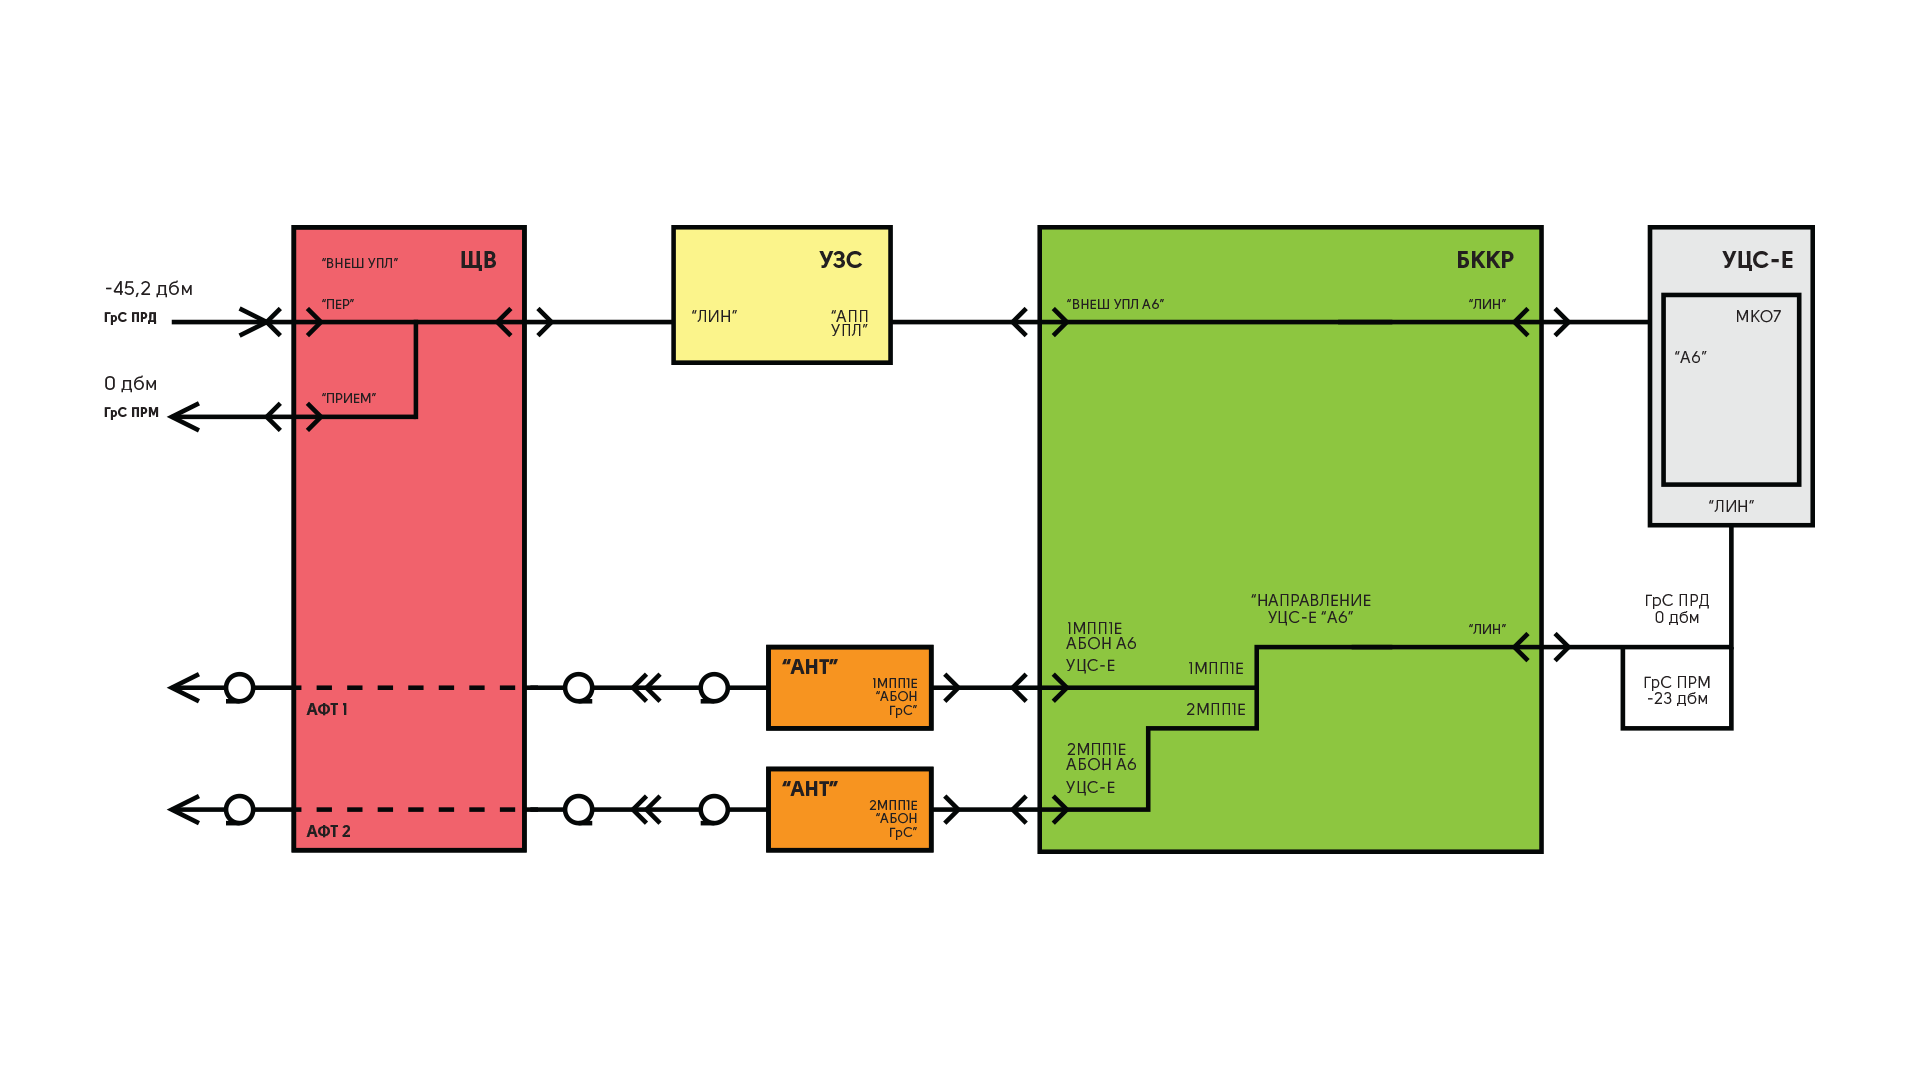 -45,2 дбм
ГрС ПРД
0 дбм
ГрС ПРМ
“ВНЕШ УПЛ”
ЩВ
“ПЕР”
“ПРИЕМ”
АФТ 1
АФТ 2
УЗС
“ЛИН”
“АПП
УПЛ”
“АНТ”
1МПП1Е
“АБОН
ГрС”
“АНТ”
2МПП1Е
“АБОН
ГрС”
БККР
“ВНЕШ УПЛ А6”
“ЛИН”
“НАПРАВЛЕНИЕ
УЦС-Е “А6”
“ЛИН”
1МПП1Е
АБОН А6
УЦС-Е
1МПП1Е
2МПП1Е
2МПП1Е
АБОН А6
УЦС-Е
УЦС-Е
МКО7
“А6”
“ЛИН”
ГрС ПРД
0 дбм
ГрС ПРМ
-23 дбм